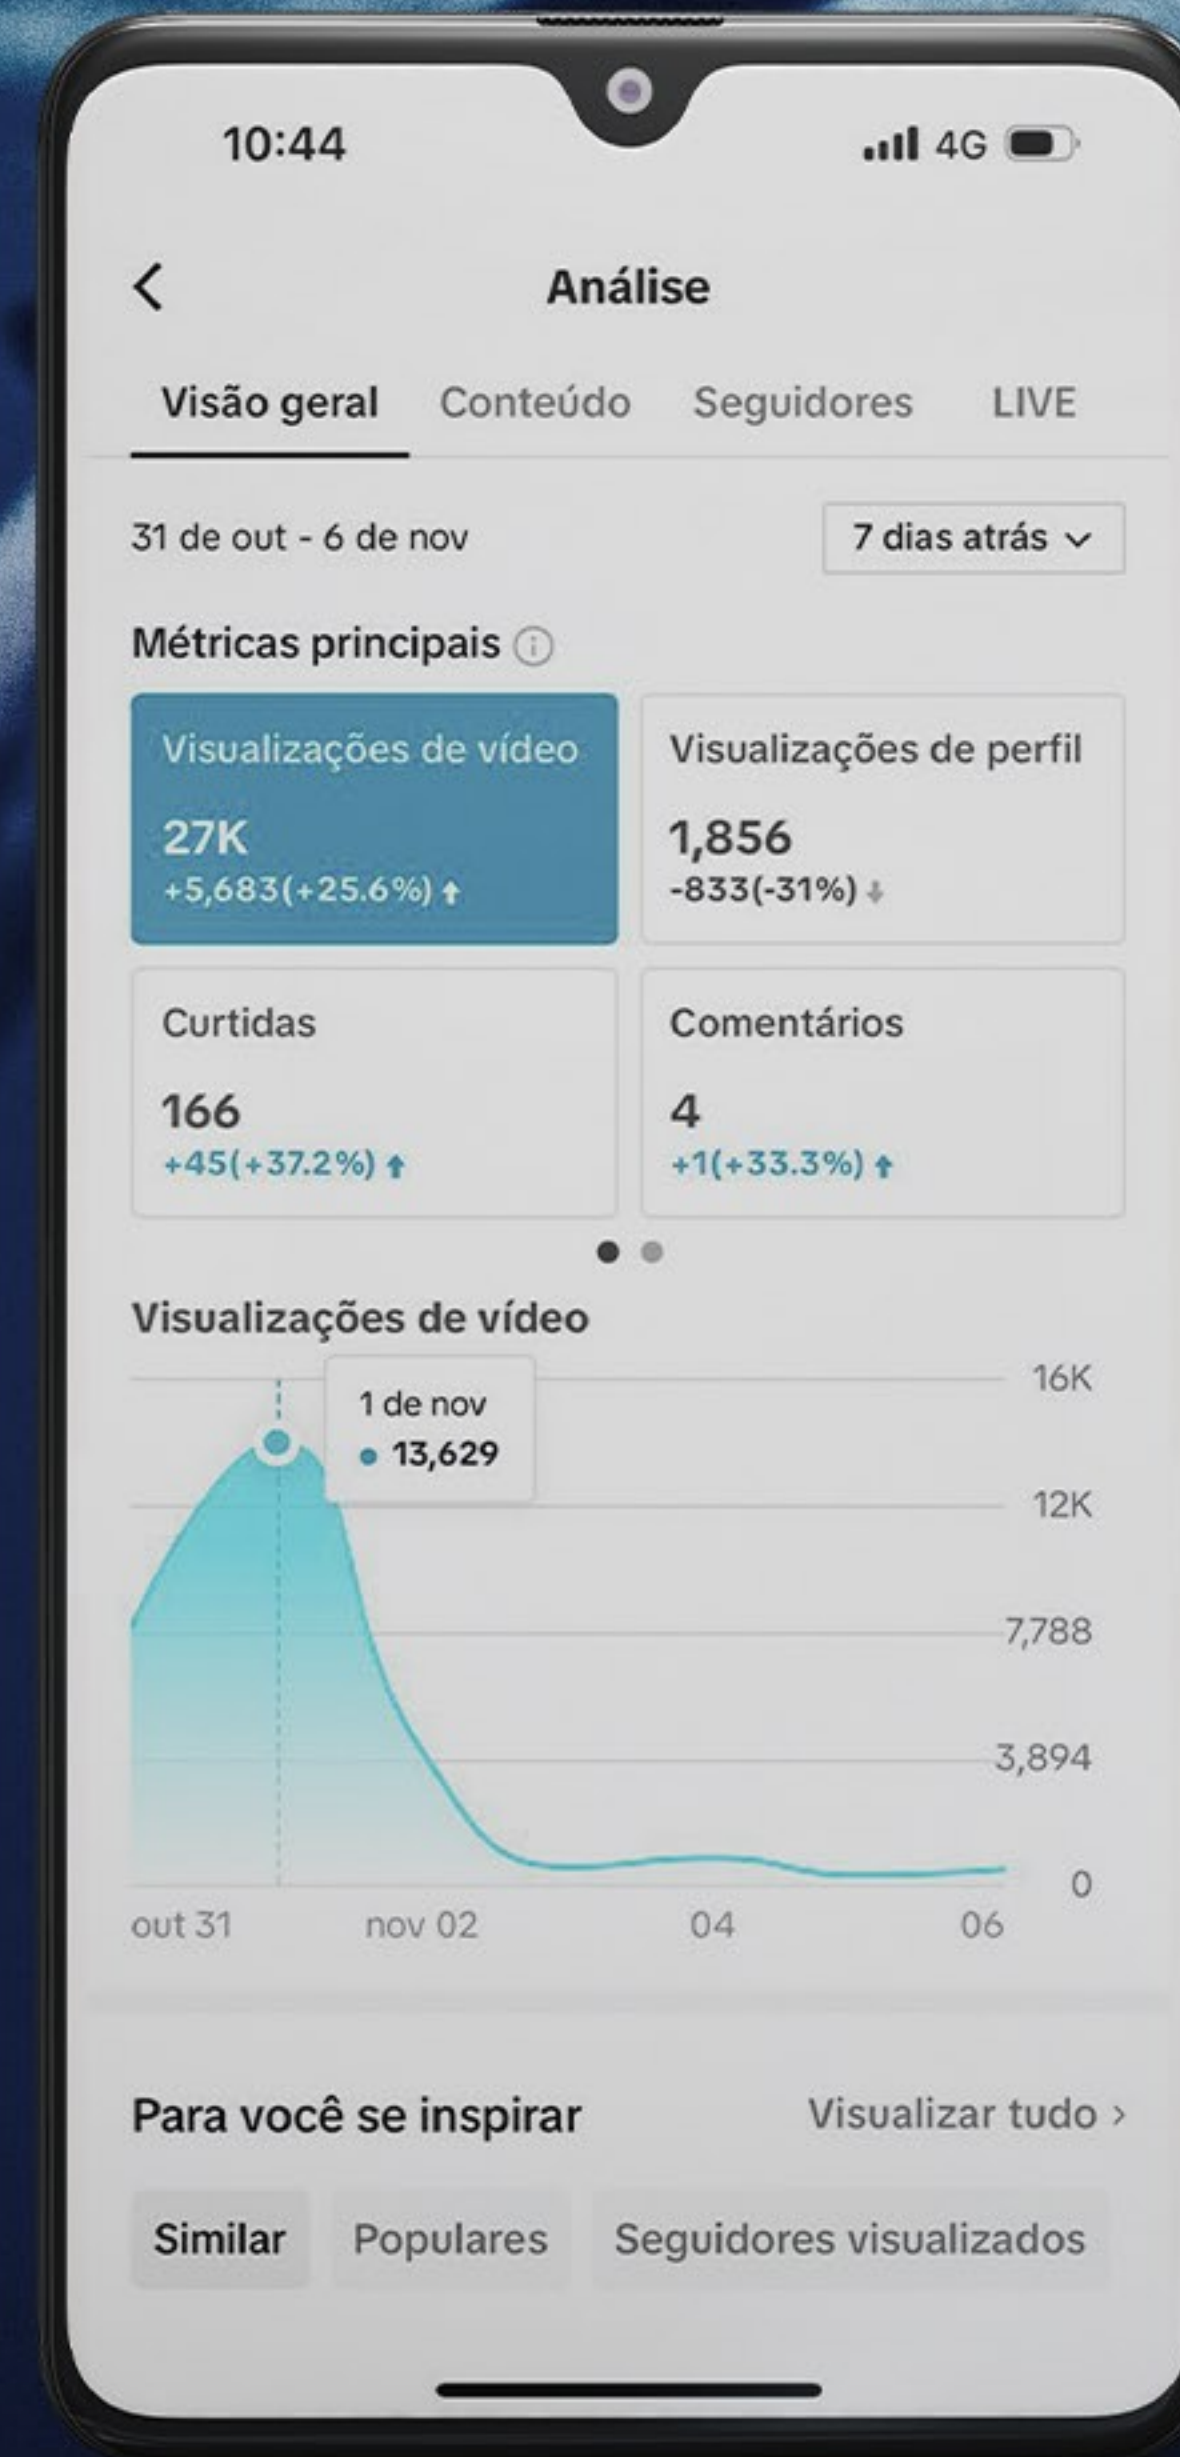 10:44
4G
Análise
Visão geral Conteúdo Seguidores LIVE
31 de out - 6 de nov
7 dias atrás
Métricas principais
Visualizações de vídeo
27K
+5,683(+25.6%)
Visualizações de perfil
1,856
-833(-31%)
Curtidas
166
+45(+37.2%)
Comentários
4
+1(+33.3%)
Visualizações de vídeo
1 de nov
13,629
16K
12K
7,788
3,894
0
out 31 nov 02 04 06
Para você se inspirar
Visualizar tudo
Similar Populares Seguidores visualizados